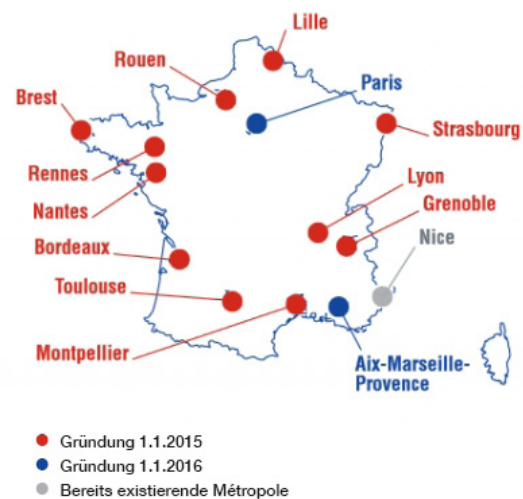 Lille
Rouen
Paris
Brest
Strasbourg
Rennes
Lyon
Grenoble
Nantes
Nice
Bordeaux
Toulouse
Montpellier
Aix-Marseille-
Provence
Gründung 1.1.2015
Gründung 1.1.2016
Bereits existierende Métropole